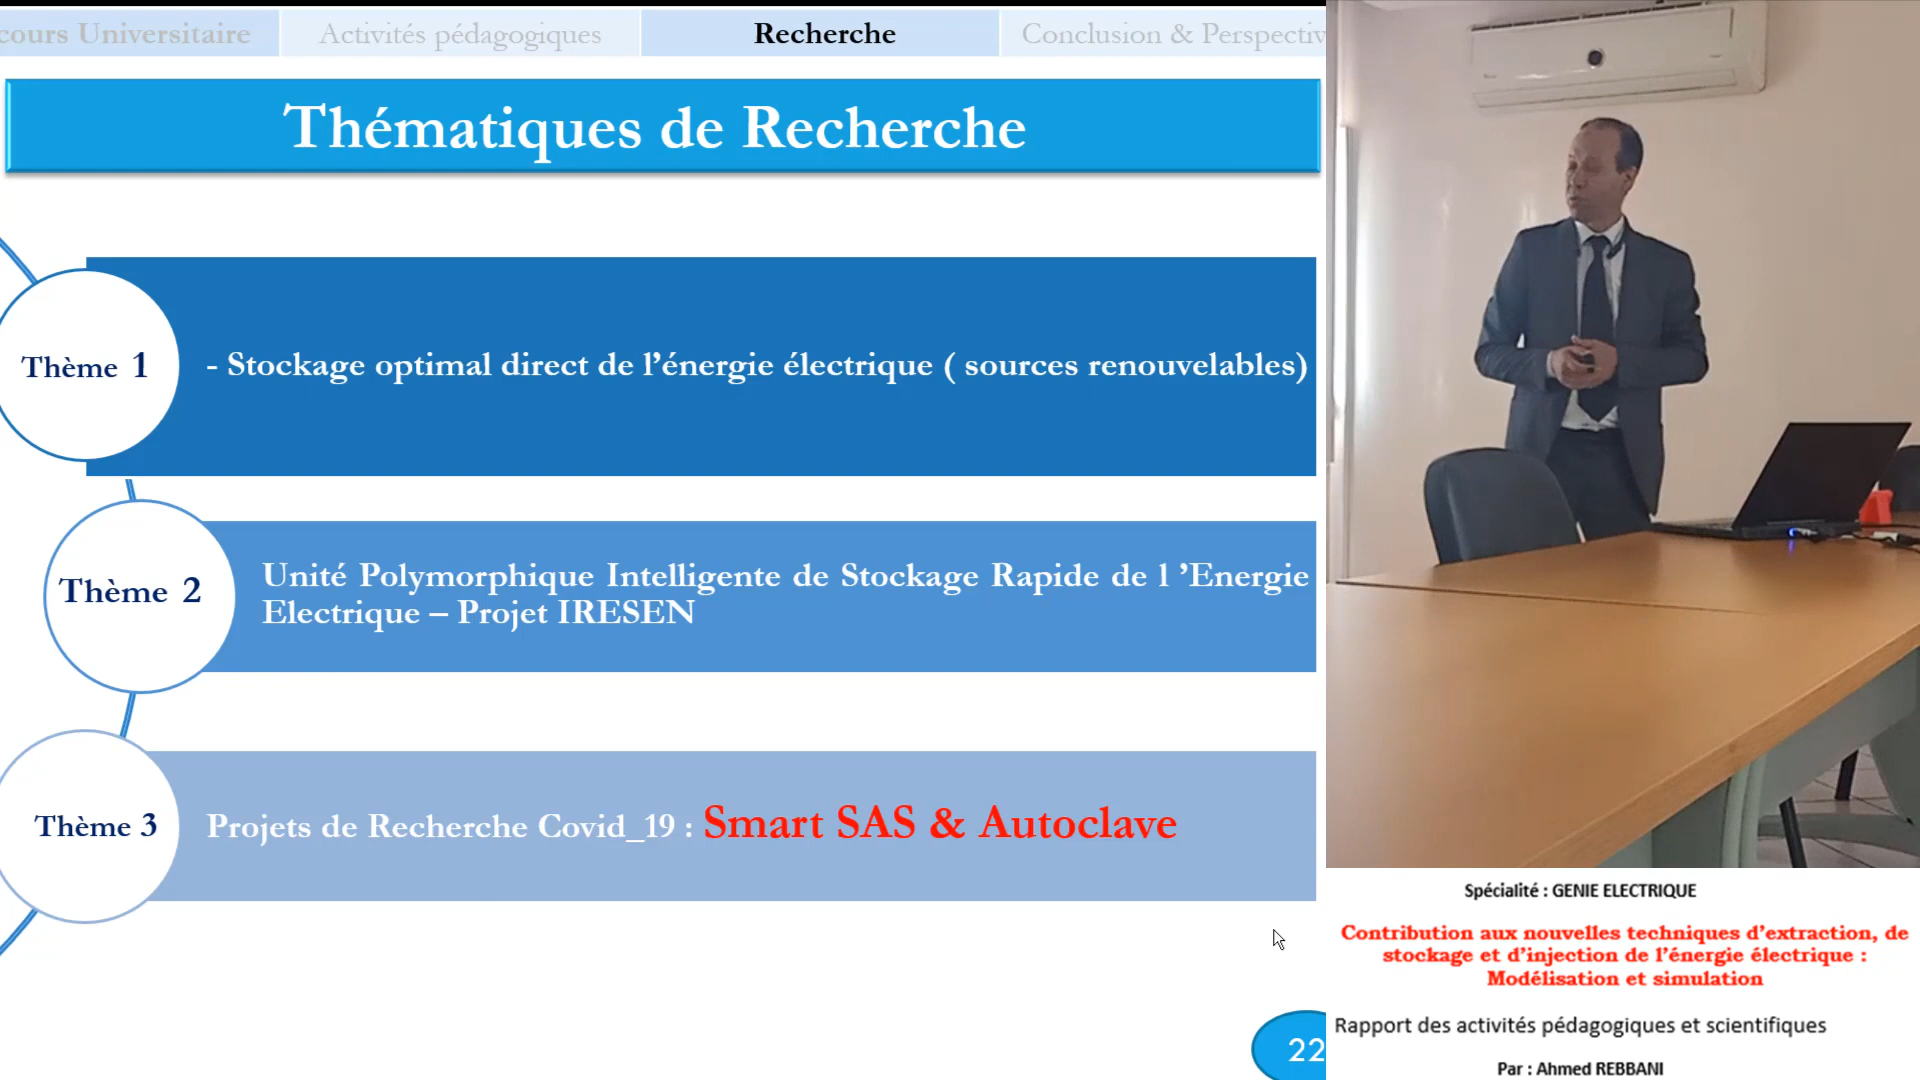 cours Universitaire
Activités pédagogiques
Recherche
Conclusion & Perspectiv
Thématiques de Recherche
Thème 1
- Stockage optimal direct de l’énergie électrique ( sources renouvelables)
Thème 2
Unité Polymorphique Intelligente de Stockage Rapide de l ’Energie
Electrique – Projet IRESEN
Thème 3
Projets de Recherche Covid_19 : Smart SAS & Autoclave
22
Spécialité : GENIE ELECTRIQUE
Contribution aux nouvelles techniques d’extraction, de
stockage et d’injection de l’énergie électrique :
Modélisation et simulation
Rapport des activités pédagogiques et scientifiques
Par : Ahmed REBBANI